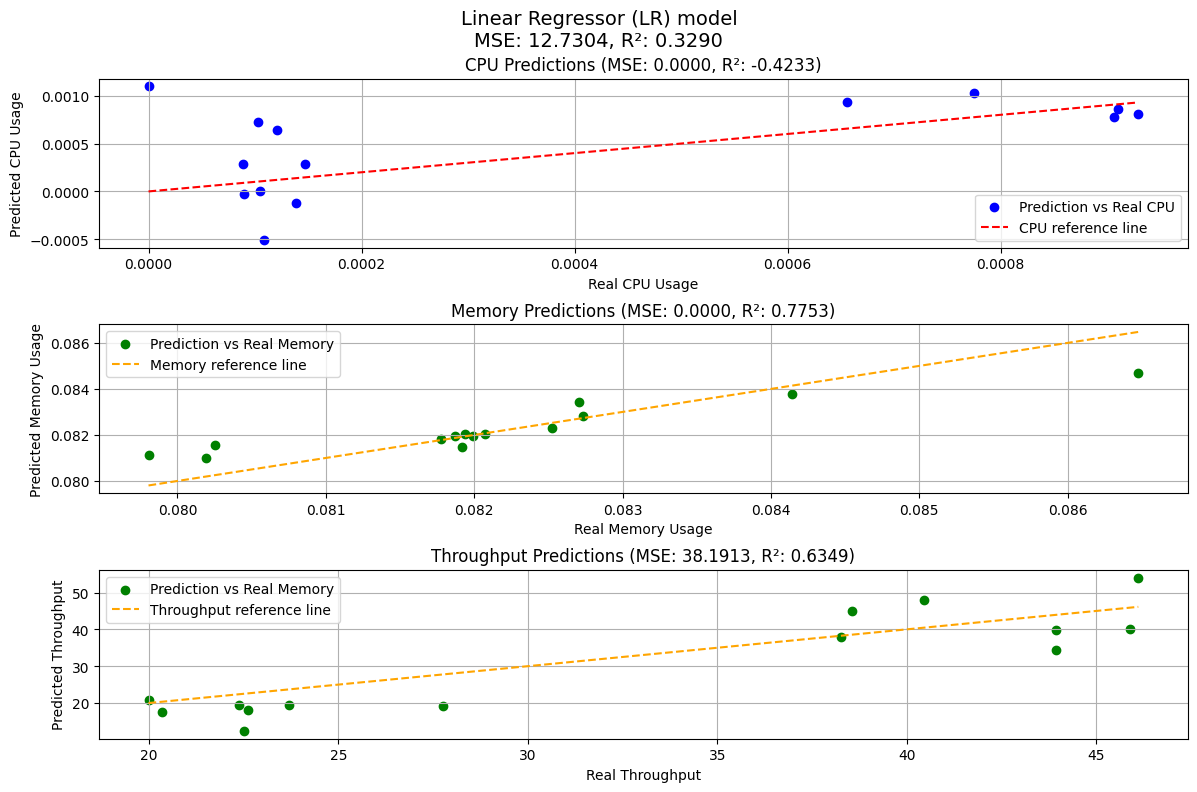 Linear Regressor (LR) model
MSE: 12.7304, R²: 0.3290
CPU Predictions (MSE: 0.0000, R²: -0.4233)
Predicted CPU Usage
0.0010
0.0005
0.0000
−0.0005
Prediction vs Real CPU
CPU reference line
0.0000 0.0002 0.0004 0.0006 0.0008
Real CPU Usage
Memory Predictions (MSE: 0.0000, R²: 0.7753)
Predicted Memory Usage
0.086
0.084
0.082
0.080
Prediction vs Real Memory
Memory reference line
0.080 0.081 0.082 0.083 0.084 0.085 0.086
Real Memory Usage
Throughput Predictions (MSE: 38.1913, R²: 0.6349)
Predicted Throughput
50
40
30
20
Prediction vs Real Memory
Throughput reference line
20 25 30 35 40 45
Real Throughput